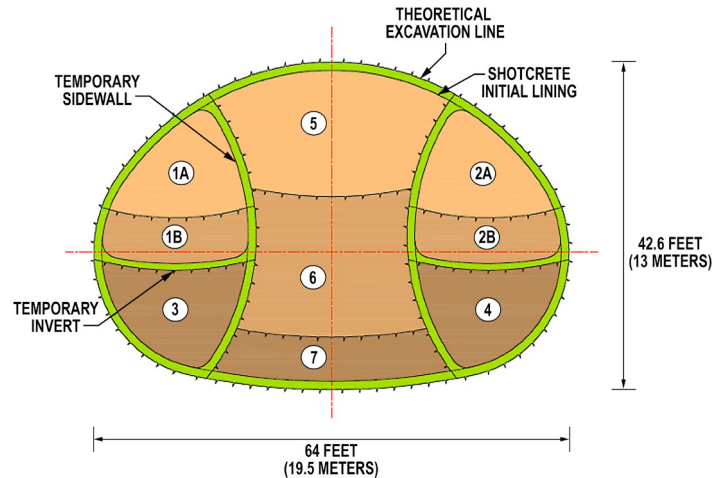 THEORETICAL
EXCAVATION LINE
SHOTCRETE
INITIAL LINING
TEMPORARY
SIDEWALL
5
1A
2A
1B
2B
42.6 FEET
(13 METERS)
6
TEMPORARY
INVERT
3
4
7
64 FEET
(19.5 METERS)